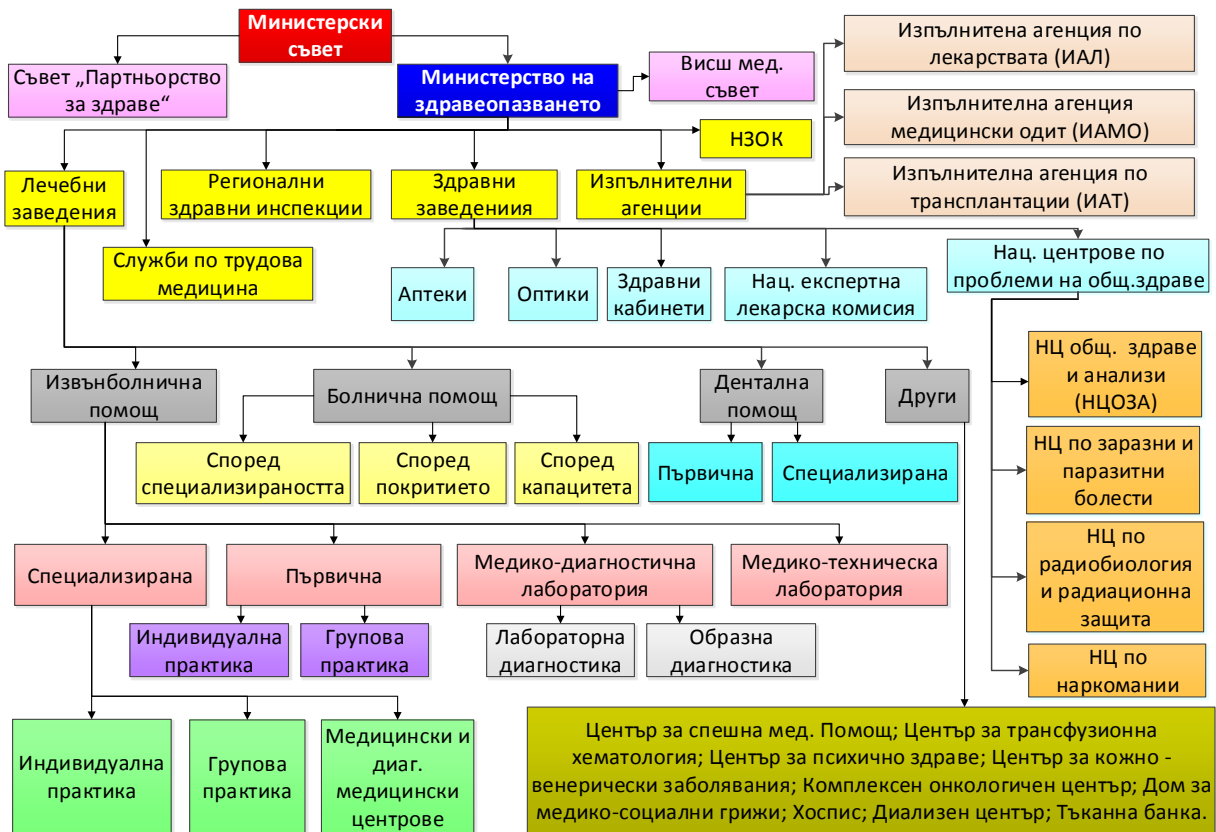 Министерски
съвет
Съвет „Партньорство
за здраве“
Министерство на
здравеопазването
Висш мед.
съвет
Изпълнитена агенция по
лекарствата (ИАЛ)
Изпълнителна агенция
медицински одит (ИАМО)
Изпълнителна агенция по
трансплантации (ИАТ)
НЗОК
Лечебни
заведения
Регионални
здравни инспекции
Здравни
заведениия
Изпълнителни
агенции
Служби по трудова
медицина
Аптеки
Оптики
Здравни
кабинети
Нац. експертна
лекарска комисия
Нац. центрове по
проблеми на общ.здраве
НЦ общ. здраве
и анализи
(НЦОЗА)
НЦ по заразни и
паразитни
болести
НЦ по
радиобиология
и радиационна
защита
НЦ по
наркомании
Извънболнична
помощ
Болнична помощ
Дентална
помощ
Други
Според
специализираността
Според
покритието
Според
капацитета
Първична
Специализирана
Специализирана
Първична
Медико-диагностична
лаборатория
Медико-техническа
лаборатория
Индивидуална
практика
Групова
практика
Лабораторна
диагностика
Образна
диагностика
Индивидуална
практика
Групова
практика
Медицински и
диаг.
медицински
центрове
Център за спешна мед. Помощ; Център за трансфузионна
хематология; Център за психично здраве; Център за кожно -
венерически заболявания; Комплексен онкологичен център; Дом за
медико-социални грижи; Хоспис; Диализен център; Тъканна банка.